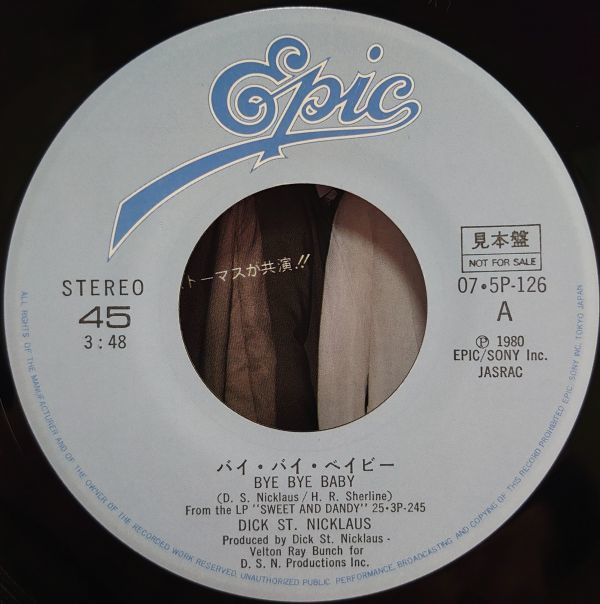 Epic
トーマスが共演!!
STEREO
45
3:48
見本盤
NOT FOR SALE
07・5P-126
A
Ⓟ 1980
EPIC/SONY Inc.
JASRAC
バイ・バイ・ベイビー
BYE BYE BABY
(D. S. Nicklaus / H. R. Sherline)
From the LP "SWEET AND DANDY" 25・3P-245
DICK ST. NICKLAUS
Produced by Dick St. Nicklaus -
Velton Ray Bunch for
D. S. N. Productions Inc.
ALL RIGHTS OF THE MANUFACTURER AND OF THE OWNER OF THE RECORDED WORK RESERVED. UNAUTHORIZED PUBLIC PERFORMANCE, BROADCASTING AND COPYING OF THIS RECORD PROHIBITED. EPIC/SONY INC. TOKYO JAPAN